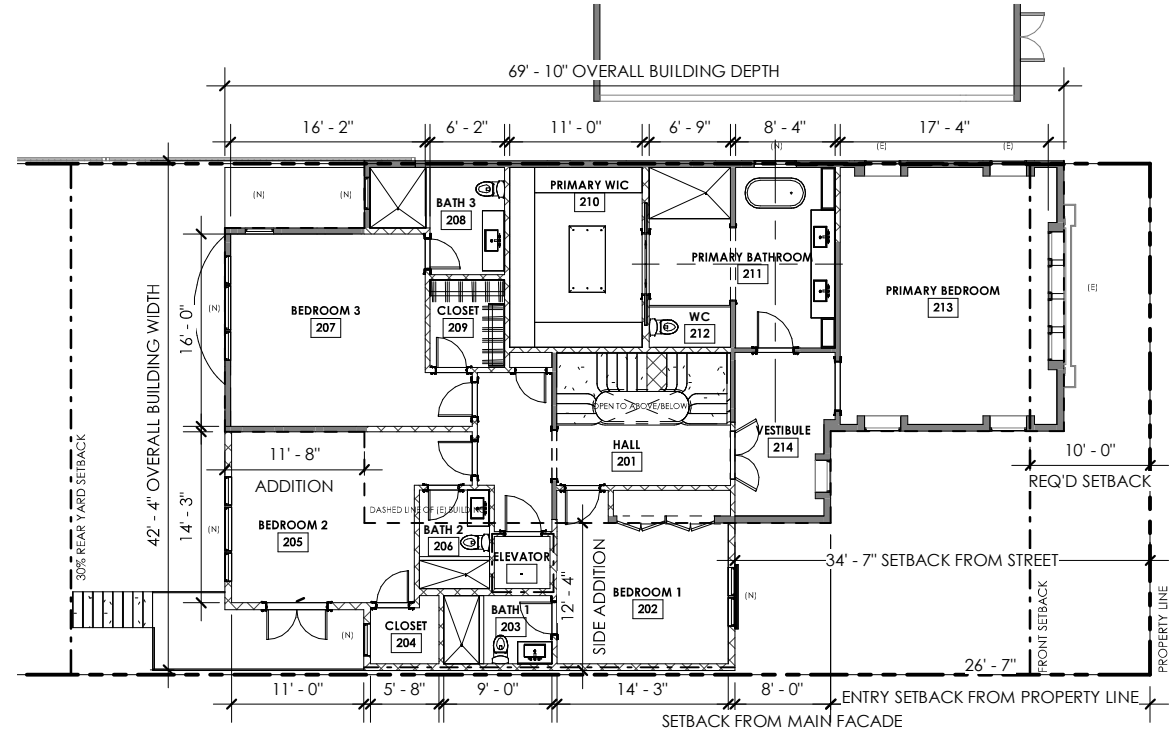 69' - 10" OVERALL BUILDING DEPTH
16' - 2"
6' - 2"
11' - 0"
6' - 9"
8' - 4"
17' - 4"
(N)
(E)
(E)
(N)
(N)
BATH 3
208
PRIMARY WIC
210
PRIMARY BATHROOM
211
PRIMARY BEDROOM
213
(E)
BEDROOM 3
207
CLOSET
209
WC
212
(N)
16' - 0"
42' - 4" OVERALL BUILDING WIDTH
30% REAR YARD SETBACK
OPEN TO ABOVE/BELOW
HALL
201
VESTIBULE
214
11' - 8"
ADDITION
10' - 0"
REQ'D SETBACK
14' - 3"
(N)
DASHED LINE OF (E) BUILDING
BEDROOM 2
205
BATH 2
206
ELEVATOR
12' - 4"
SIDE ADDITION
34' - 7" SETBACK FROM STREET
BEDROOM 1
202
(N)
BATH 1
203
CLOSET
204
(N)
FRONT SETBACK
PROPERTY LINE
26' - 7"
11' - 0"
5' - 8"
9' - 0"
14' - 3"
8' - 0"
ENTRY SETBACK FROM PROPERTY LINE
SETBACK FROM MAIN FACADE